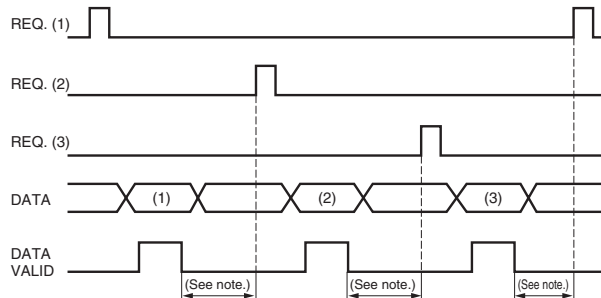 REQ. (1)
REQ. (2)
REQ. (3)
DATA
(1)
(2)
(3)
DATA
VALID
(See note.)
(See note.)
(See note.)